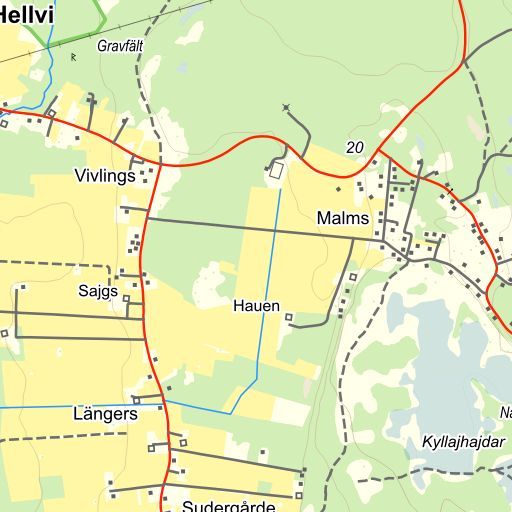 Hellvi
Gravfält
R
20
Vivlings
Malms
Sajgs
Hauen
Längers
Kyllajhajdar
Sudergårde